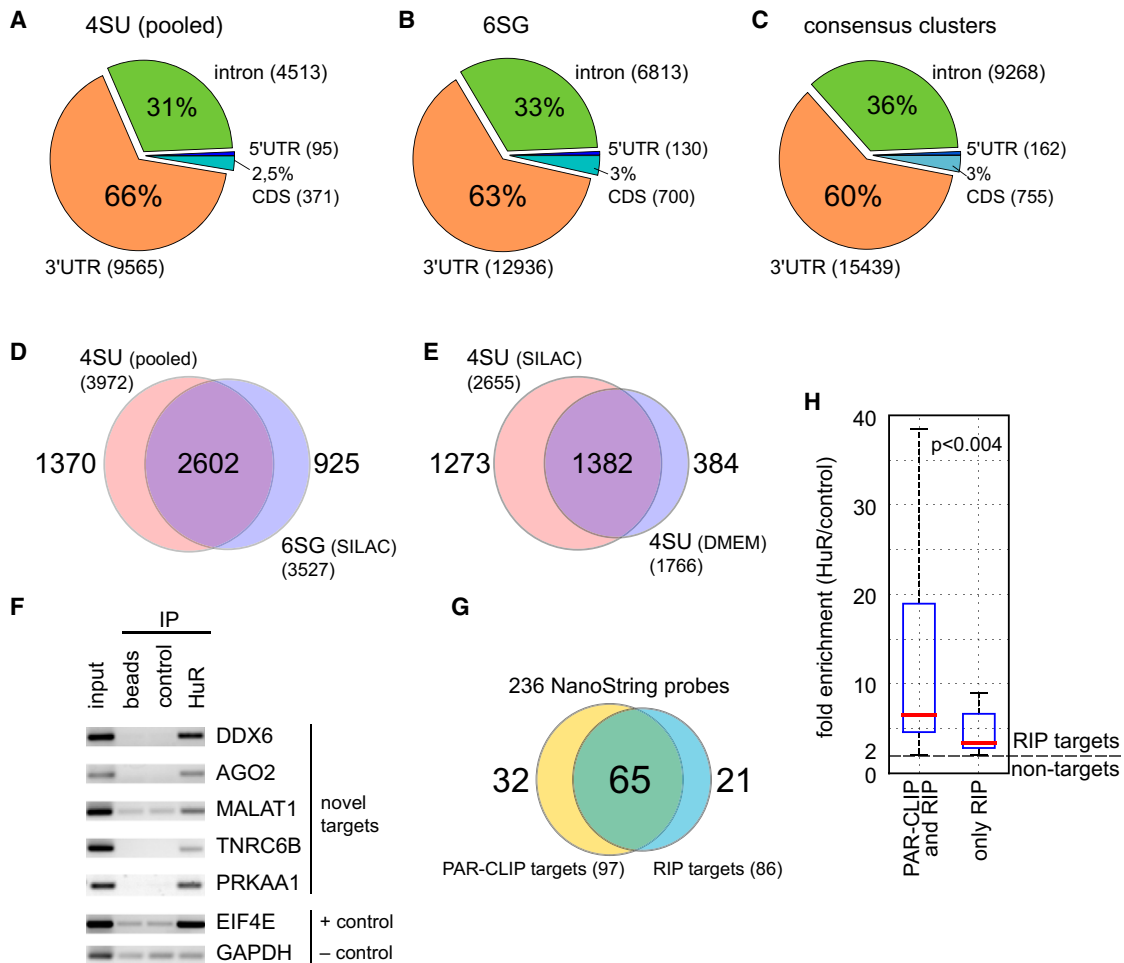 A
4SU (pooled)
intron (4513)
31%
5'UTR (95)
2,5%
CDS (371)
66%
3'UTR (9565)
B
6SG
intron (6813)
33%
5'UTR (130)
3%
CDS (700)
63%
3'UTR (12936)
C
consensus clusters
intron (9268)
36%
5'UTR (162)
3%
CDS (755)
60%
3'UTR (15439)
D
4SU (pooled)
(3972)
1370
2602
925
6SG (SILAC)
(3527)
E
4SU (SILAC)
(2655)
1273
1382
384
4SU (DMEM)
(1766)
F
IP
input
beads
control
HuR
DDX6
AGO2
MALAT1
TNRC6B
PRKAA1
novel
targets
EIF4E
+ control
GAPDH
– control
G
236 NanoString probes
32
65
21
PAR-CLIP targets (97)
RIP targets (86)
H
fold enrichment (HuR/control)
40
30
20
10
2
0
p<0.004
RIP targets
non-targets
PAR-CLIP
and RIP
only RIP